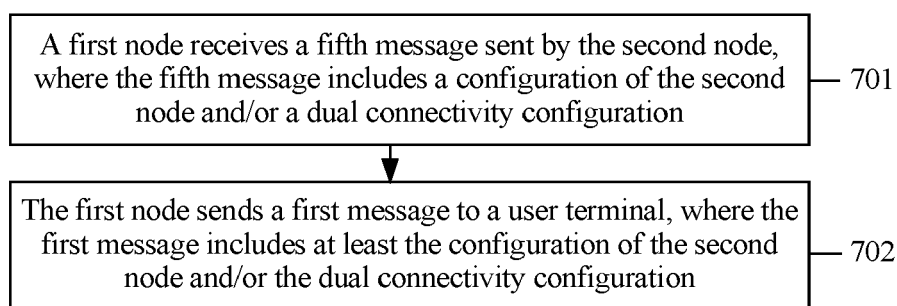 A first node receives a fifth message sent by the second node,
where the fifth message includes a configuration of the second
node and/or a dual connectivity configuration
701
The first node sends a first message to a user terminal, where the
first message includes at least the configuration of the second
node and/or the dual connectivity configuration
702